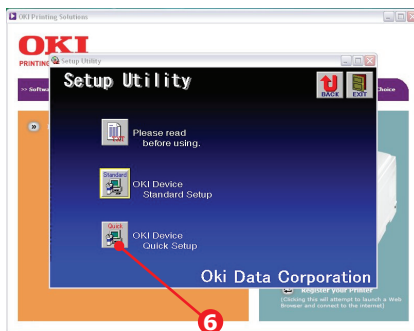 OKI Printing Solutions
OKI
PRINTING
Setup Utility
>> Softwa
Choice
Setup Utility
BACK
EXIT
Please read
before using.
Standard
OKI Device
Standard Setup
Quick
OKI Device
Quick Setup
Oki Data Corporation
Register your Printer
(Clicking this will attempt to launch a Web
Browser and connect to the internet)
6